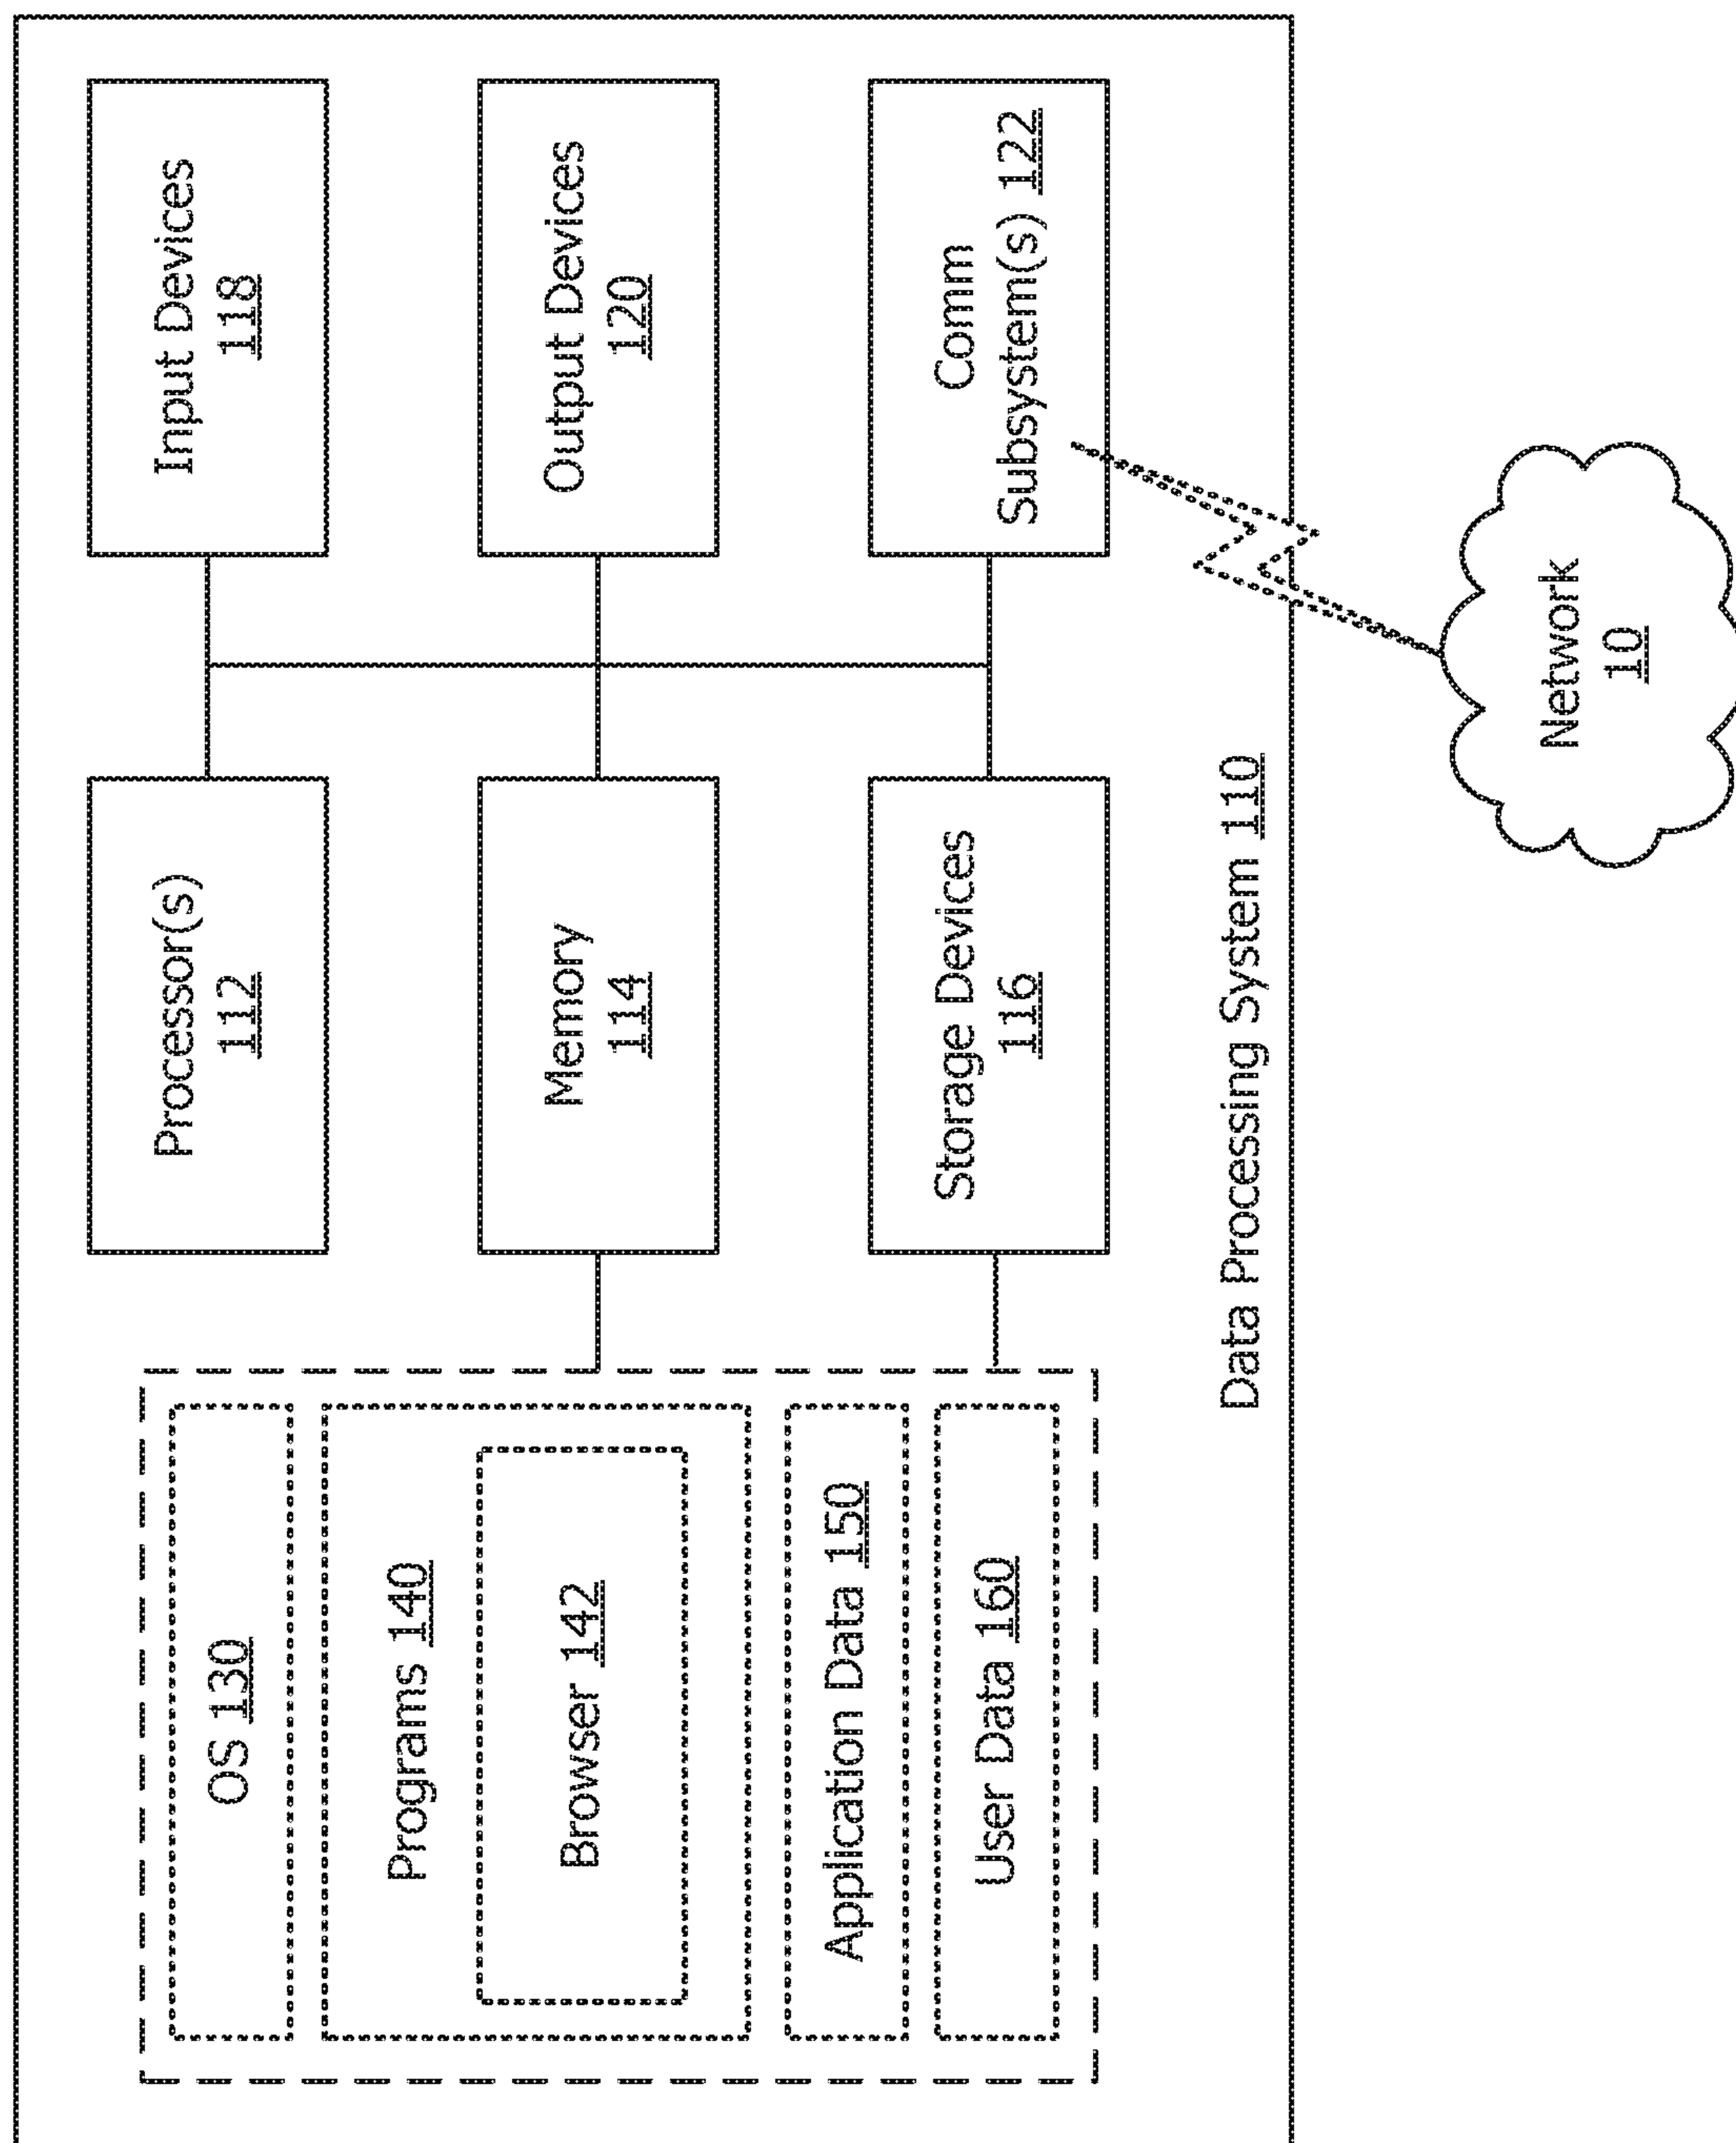 OS 130
Programs 140
Browser 142
Application Data 150
User Data 160
Processor(s)
112
Memory
114
Storage Devices
116
Input Devices
118
Output Devices
120
Comm
Subsystem(s) 122
Data Processing System 110
Network
10